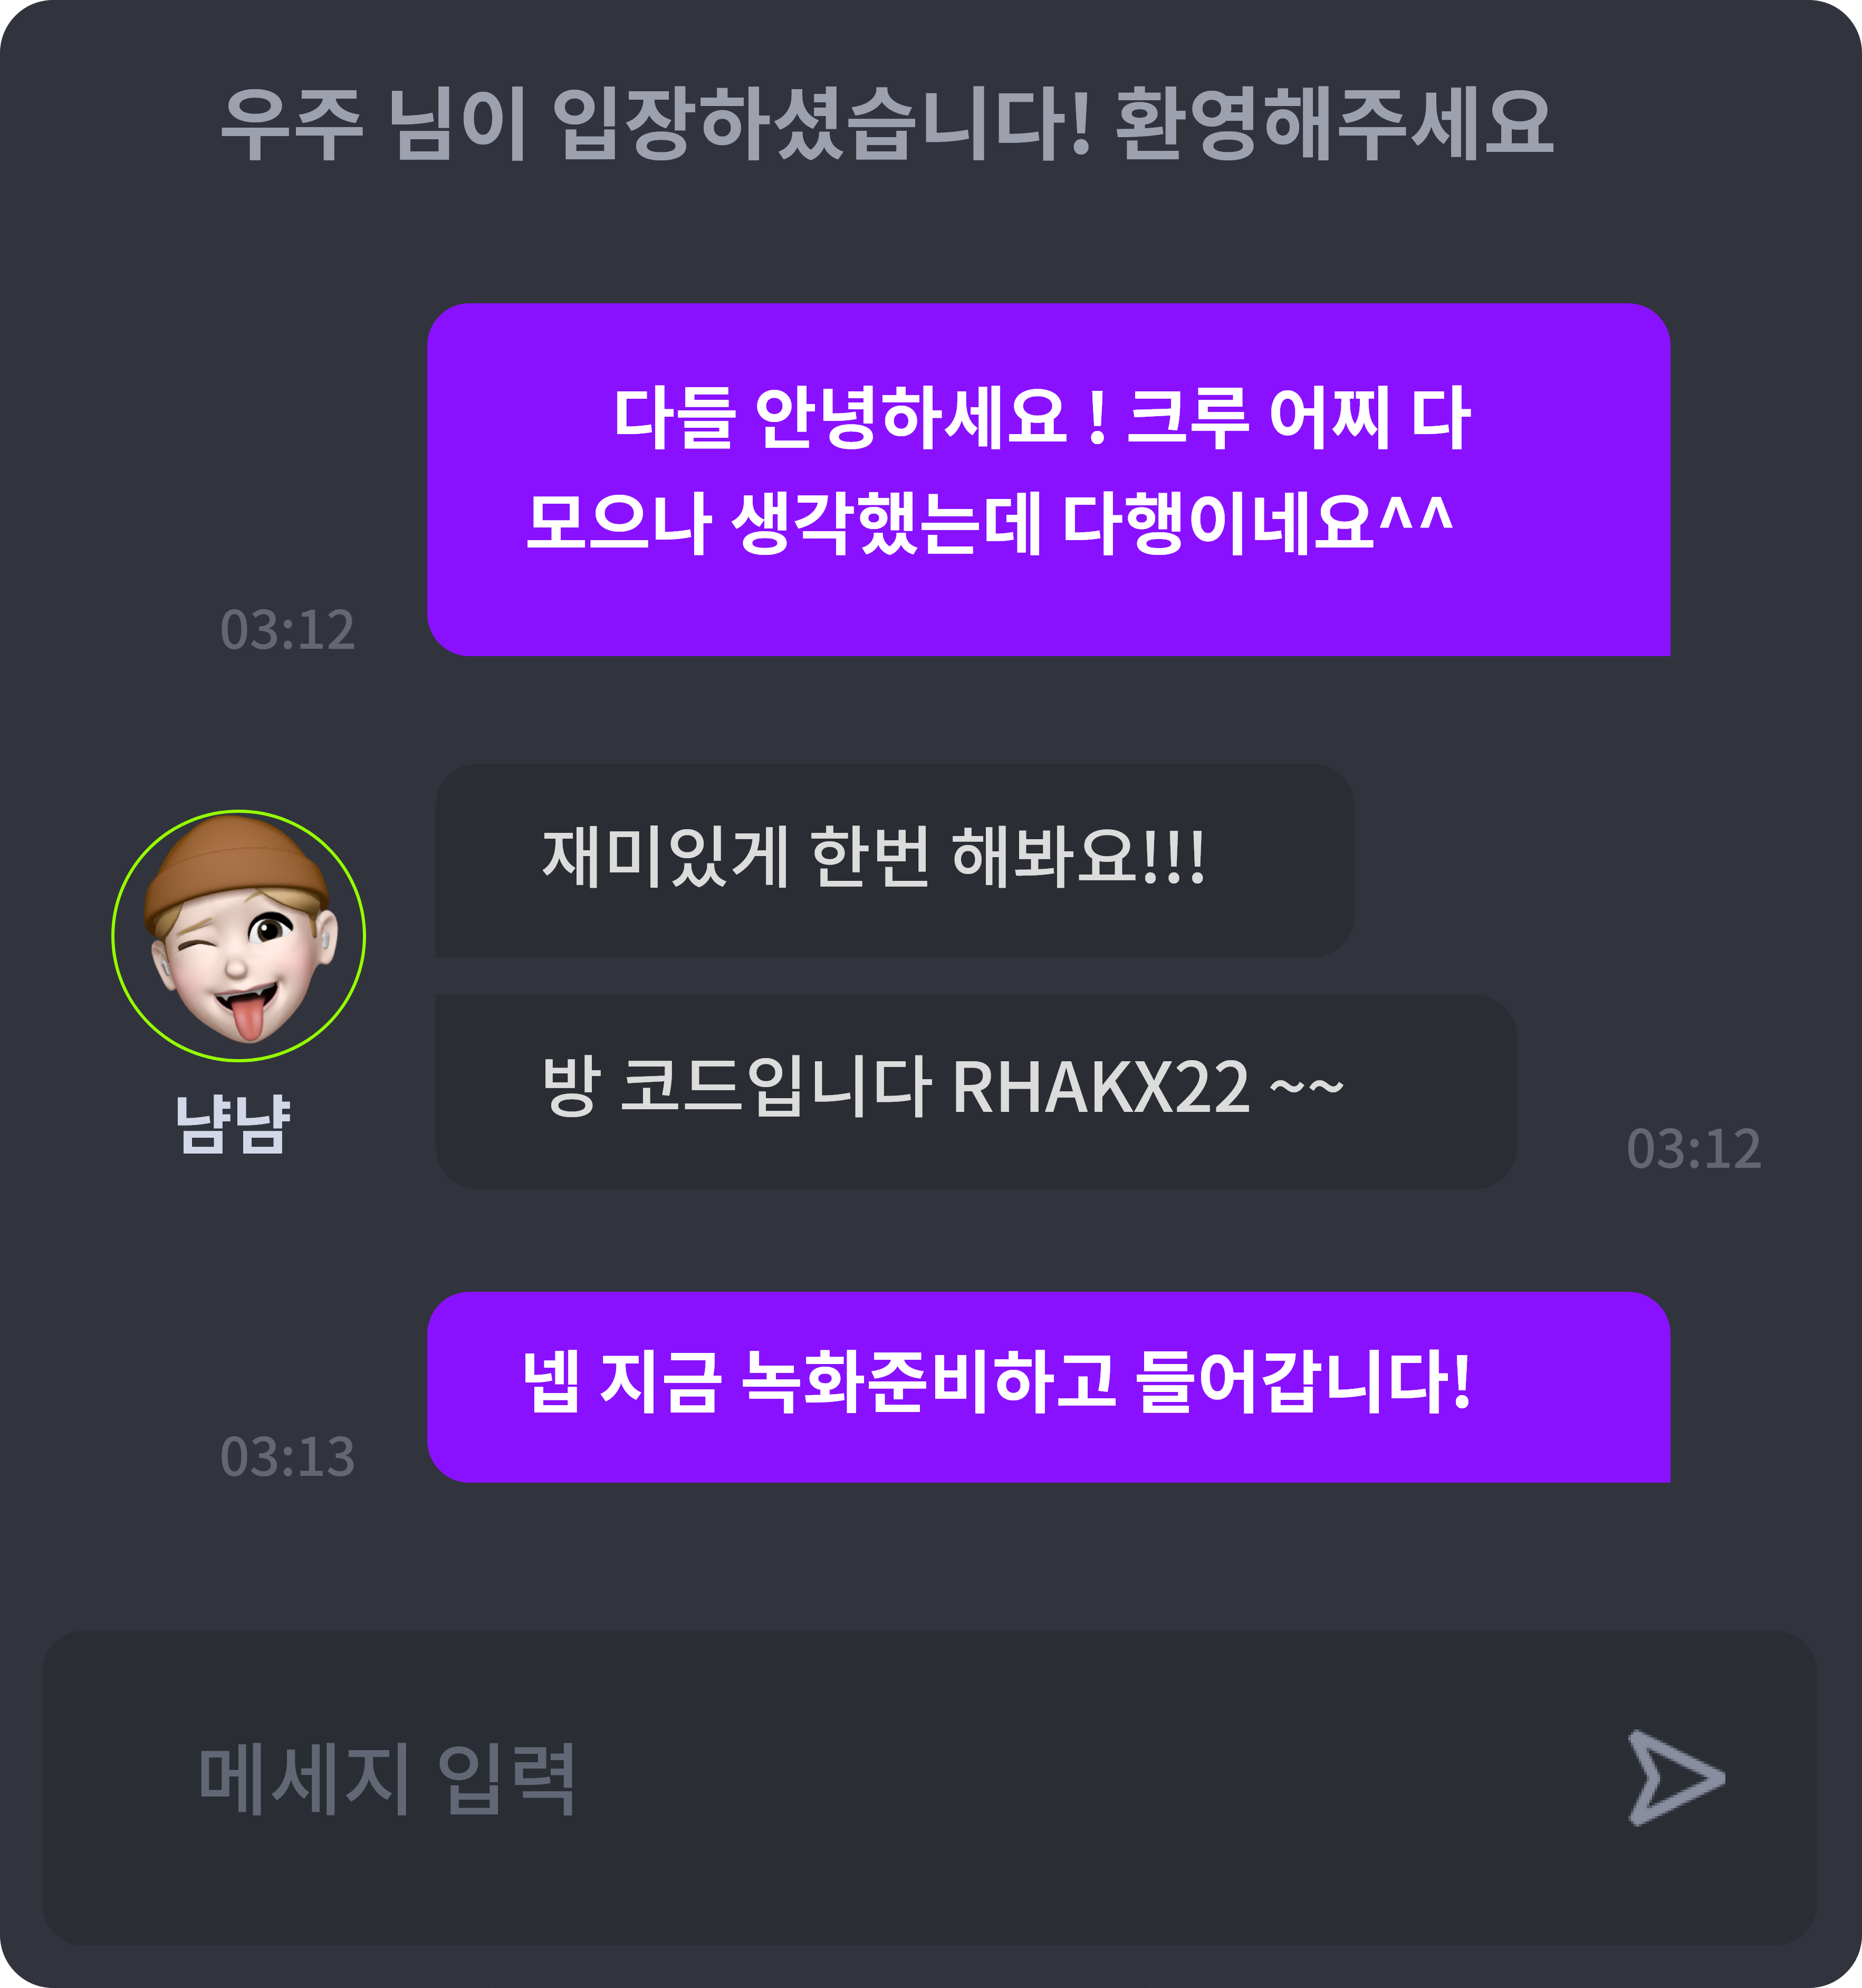 우주 님이 입장하셨습니다! 환영해주세요
다들 안녕하세요 ! 크루 어찌 다
모으나 생각했는데 다행이네요^^
03:12
재미있게 한번 해봐요!!!
방 코드입니다 RHAKX22 ~~
냠냠
03:12
넵 지금 녹화준비하고 들어갑니다!
03:13
메세지 입력